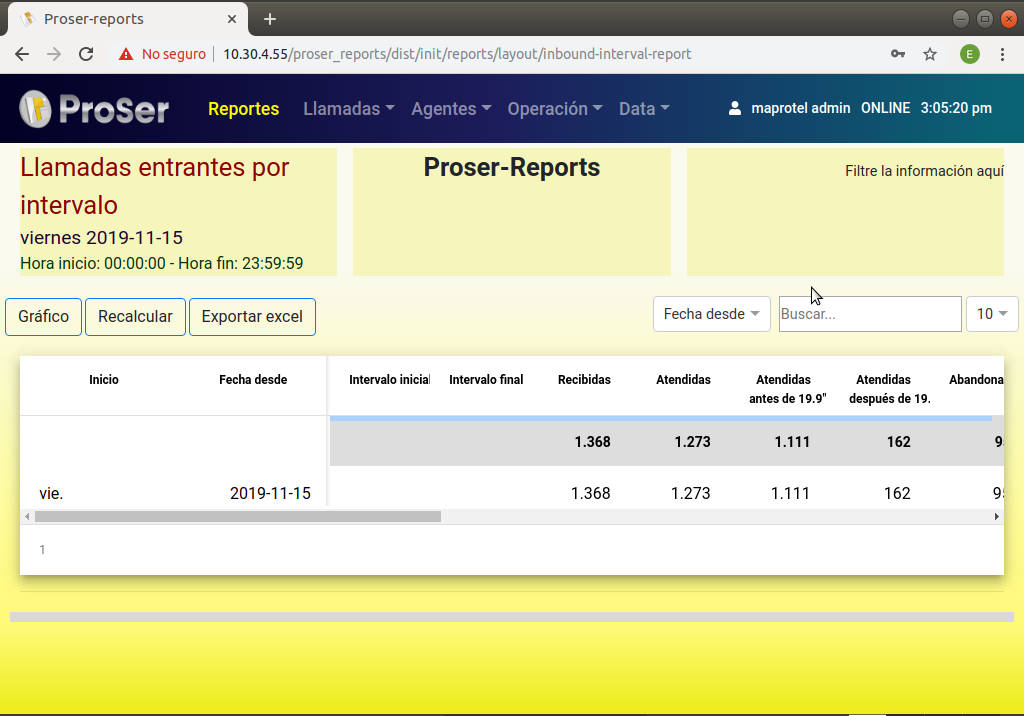 Proser-reports
No seguro
10.30.4.55/proser_reports/dist/init/reports/layout/inbound-interval-report
E
ProSer
Reportes Llamadas Agentes Operación Data maprotel admin ONLINE 3:05:20 pm
Llamadas entrantes por
intervalo
viernes 2019-11-15
Hora inicio: 00:00:00 - Hora fin: 23:59:59
Proser-Reports
Filtre la información aquí
Gráfico Recalcular Exportar excel Fecha desde Buscar... 10
Inicio Fecha desde Intervalo inicial Intervalo final Recibidas Atendidas Atendidas Atendidas Abandona
antes de 19.9" después de 19.
1.368 1.273 1.111 162 9
vie. 2019-11-15 1.368 1.273 1.111 162 95
1